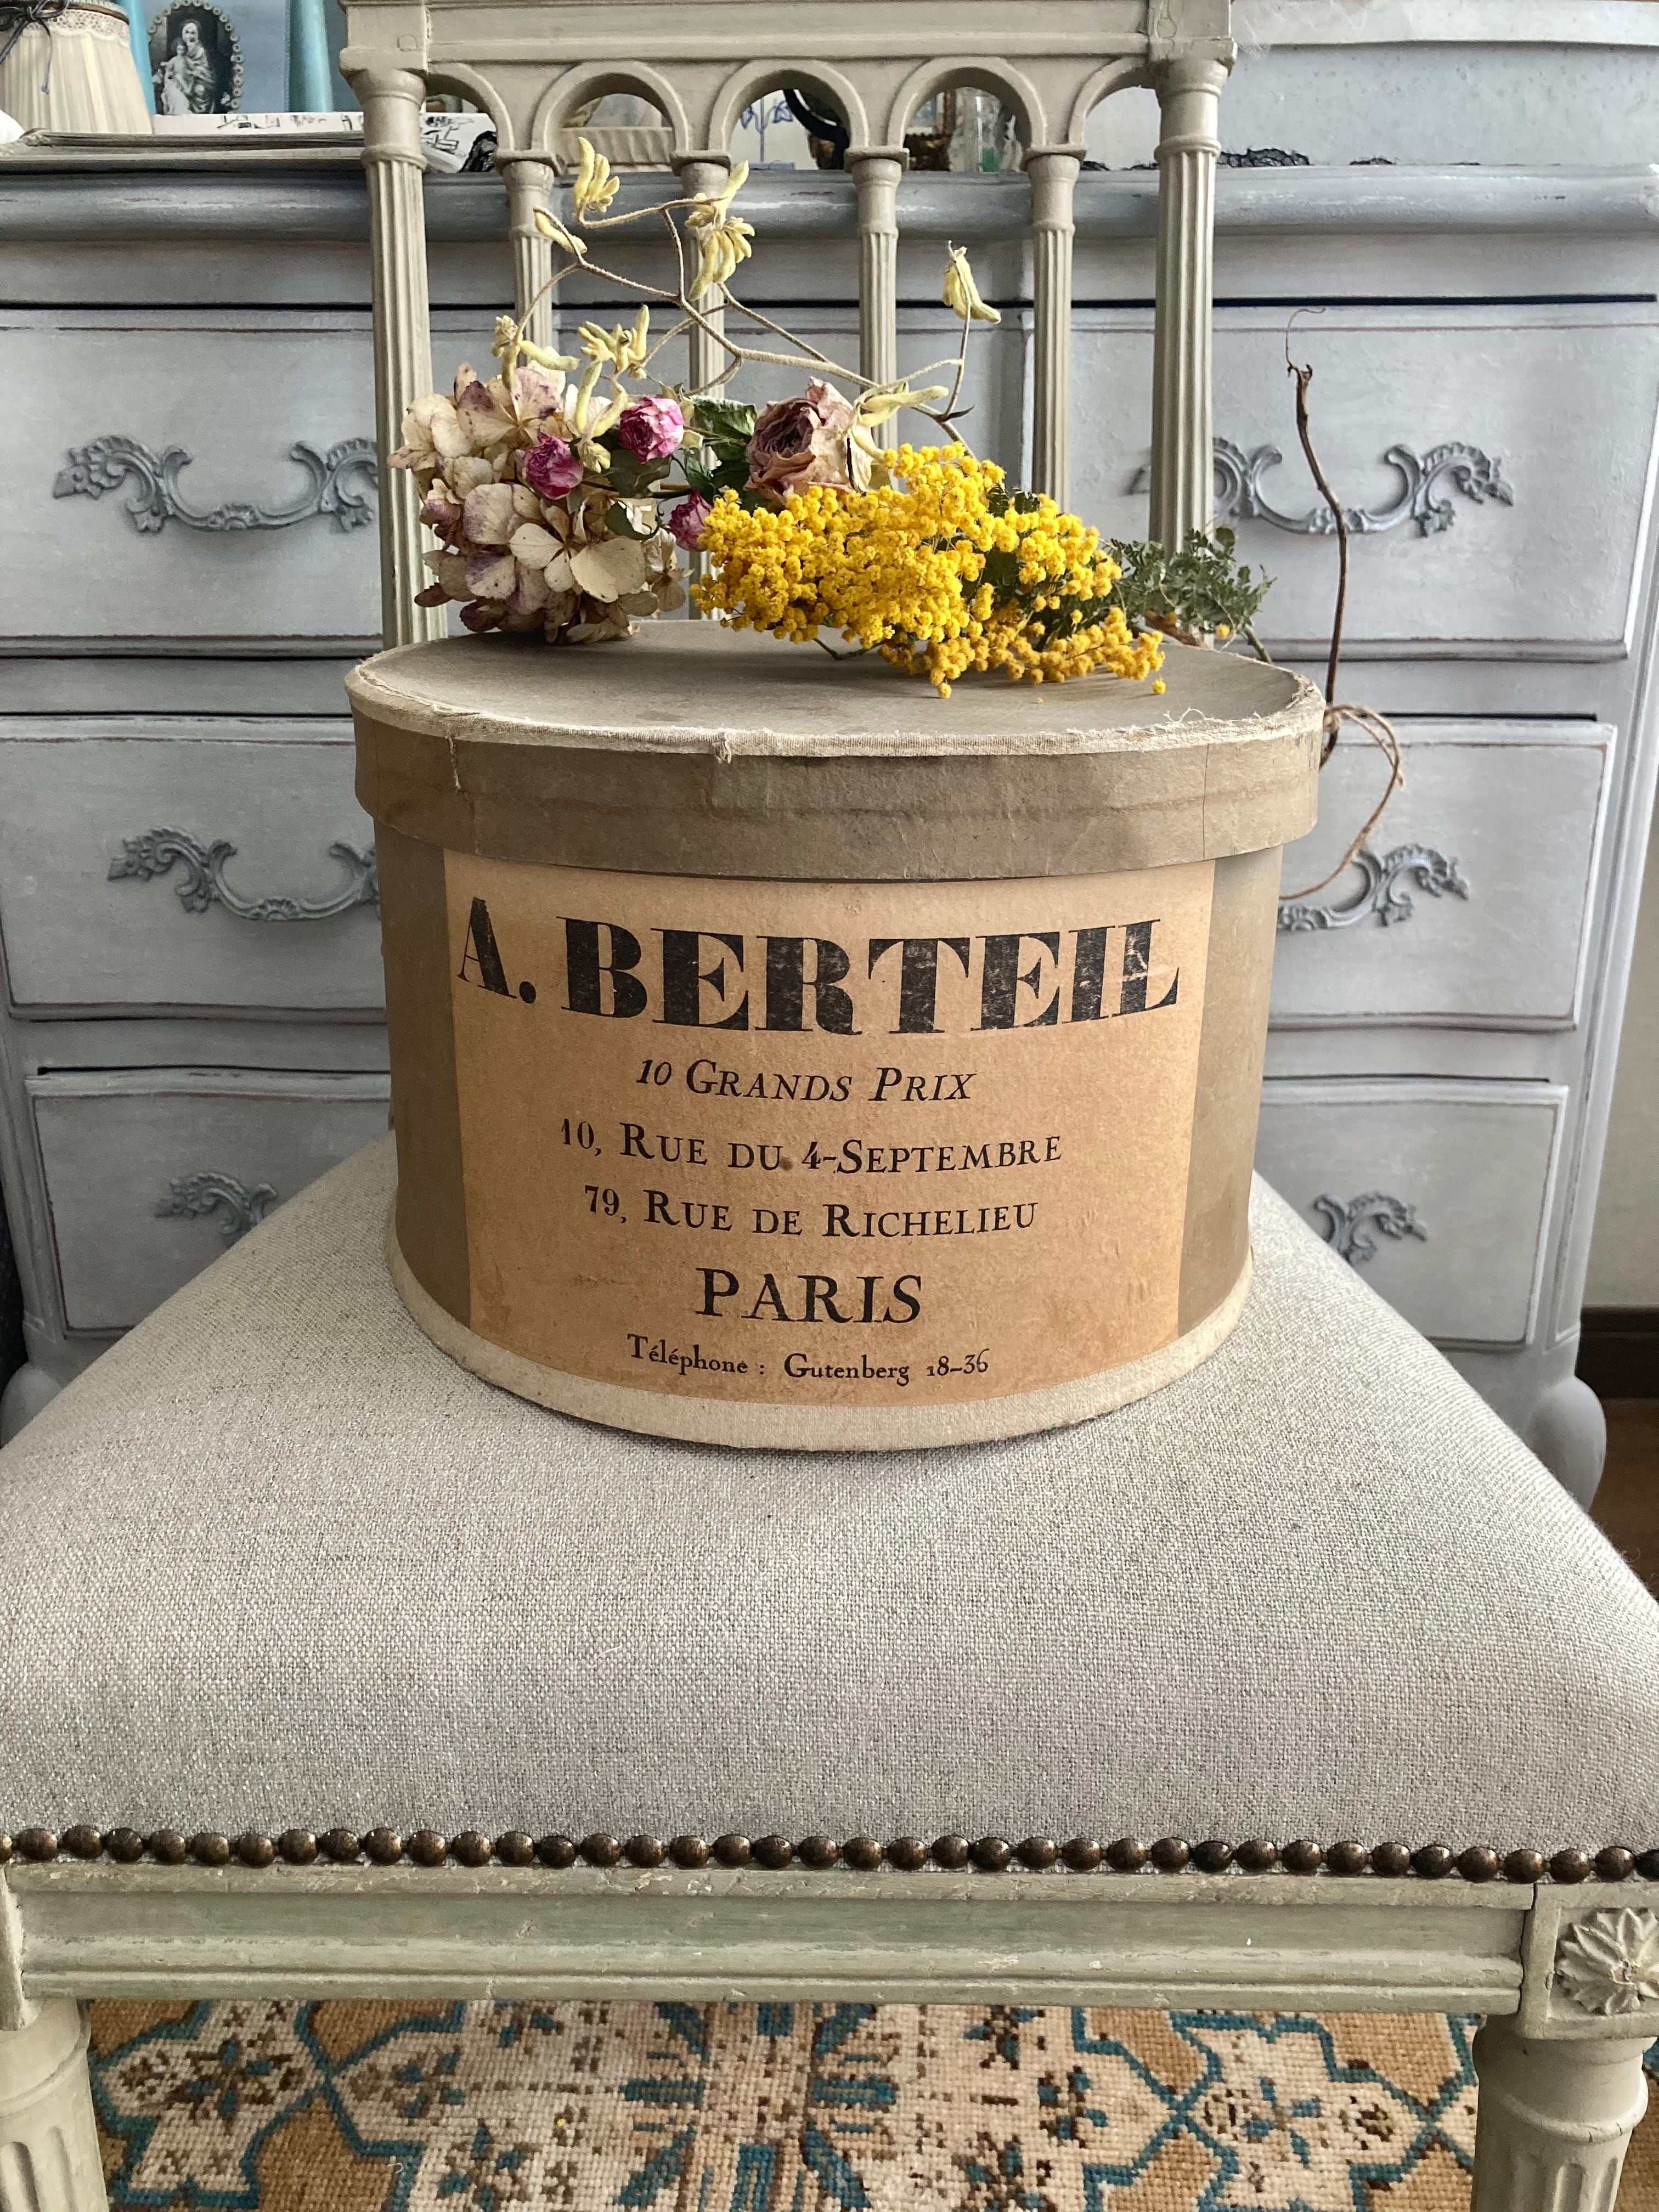 A. BERTEIL
10 GRANDS PRIX
10, RUE DU 4-SEPTEMBRE
79, RUE DE RICHELIEU
PARIS
Téléphone : Gutenberg 18-36